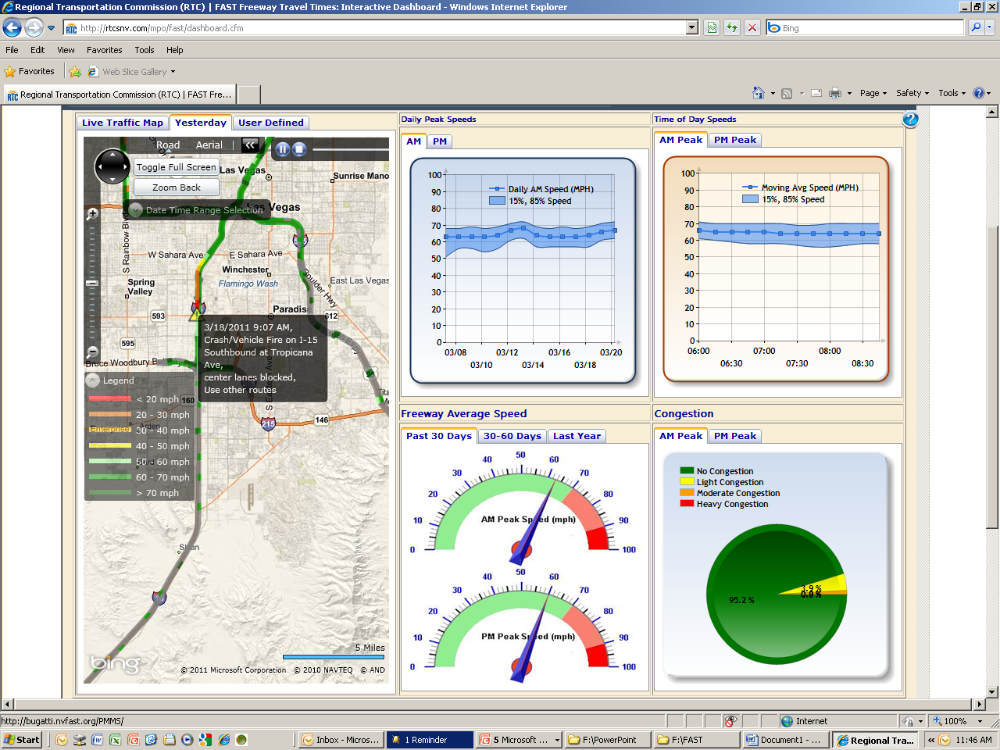 Regional Transportation Commission (RTC) | FAST Freeway Travel Times: Interactive Dashboard - Windows Internet Explorer
http://rtcsnv.com/mpo/fast/dashboard.cfm
Bing
File Edit View Favorites Tools Help
Favorites Web Slice Gallery
Regional Transportation Commission (RTC) | FAST Fre...
Page Safety Tools
Live Traffic Map Yesterday User Defined
Road Aerial
Toggle Full Screen
Zoom Back
Date Time Range Selection
Las Vegas
Sunrise Mano
Las Vegas
S Rainbow Blvd
W Sahara Ave
E Sahara Ave
Winchester
Flamingo Wash
East Las Vegas
Boulder Hwy
Spring
Valley
593
Paradis
612
595
3/18/2011 9:07 AM,
Crash/Vehicle Fire on I-15
Southbound at Tropicana
Ave,
center lanes blocked,
Use other routes
Bruce Woodbury B
Legend
160
< 20 mph
20 - 30 mph
Enterprise 30 - 40 mph
40 - 50 mph
50 - 60 mph
60 - 70 mph
> 70 mph
Arden
215
146
Sloan
5 Miles
bing
© 2011 Microsoft Corporation © 2010 NAVTEQ © AND
Daily Peak Speeds
AM PM
Daily AM Speed (MPH)
15%, 85% Speed
100
90
80
70
60
50
40
30
20
10
0
03/08 03/12 03/16 03/20
03/10 03/14 03/18
Time of Day Speeds
AM Peak PM Peak
Moving Avg Speed (MPH)
15%, 85% Speed
100
90
80
70
60
50
40
30
20
10
0
06:00 07:00 08:00
06:30 07:30 08:30
Freeway Average Speed
Past 30 Days 30-60 Days Last Year
0 10 20 30 40 50 60 70 80 90 100
AM Peak Speed (mph)
0 10 20 30 40 50 60 70 80 90 100
PM Peak Speed (mph)
Congestion
AM Peak PM Peak
No Congestion
Light Congestion
Moderate Congestion
Heavy Congestion
3.9 %
95.2 %
http://bugatti.nvfast.org/PMMS/
Internet
100%
Start
Inbox - Micros...
1 Reminder
5 Microsoft ...
F:\PowerPoint
F:\FAST
Document1 - ...
Regional Tra...
11:46 AM